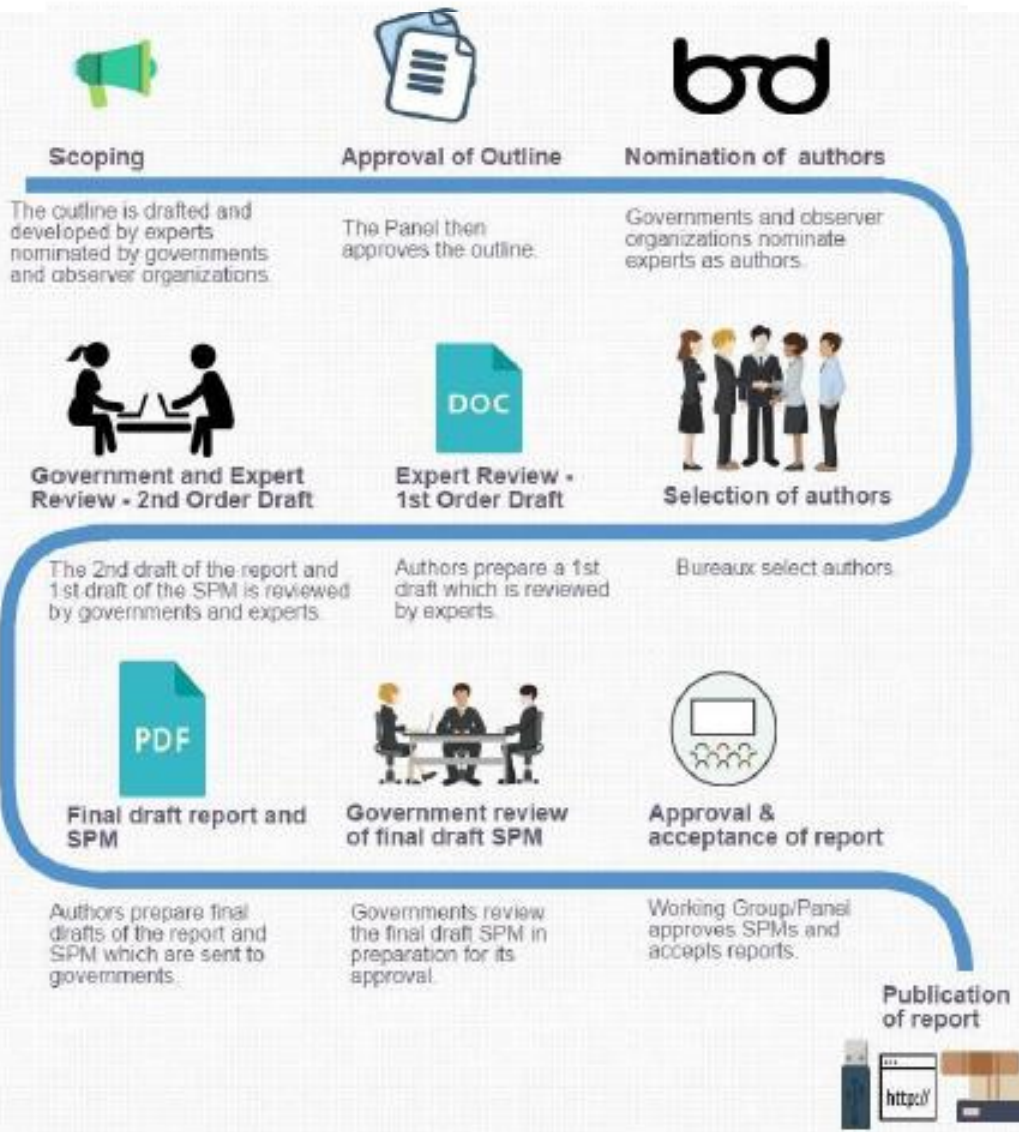 Scoping
Approval of Outline
Nomination of authors
The outline is drafted and
developed by experts
nominated by governments
and observer organizations.
The Panel then
approves the outline.
Governments and observer
organizations nominate
experts as authors.
DOC
Government and Expert
Review - 2nd Order Draft
Expert Review -
1st Order Draft
Selection of authors
The 2nd draft of the report and
1st draft of the SPM is reviewed
by governments and experts.
Authors prepare a 1st
draft which is reviewed
by experts.
Bureaux select authors.
PDF
Final draft report and
SPM
Government review
of final draft SPM
Approval &
acceptance of report
Authors prepare final
drafts of the report and
SPM which are sent to
governments.
Governments review
the final draft SPM in
preparation for its
approval.
Working Group/Panel
approves SPMs and
accepts reports.
Publication
of report
http://